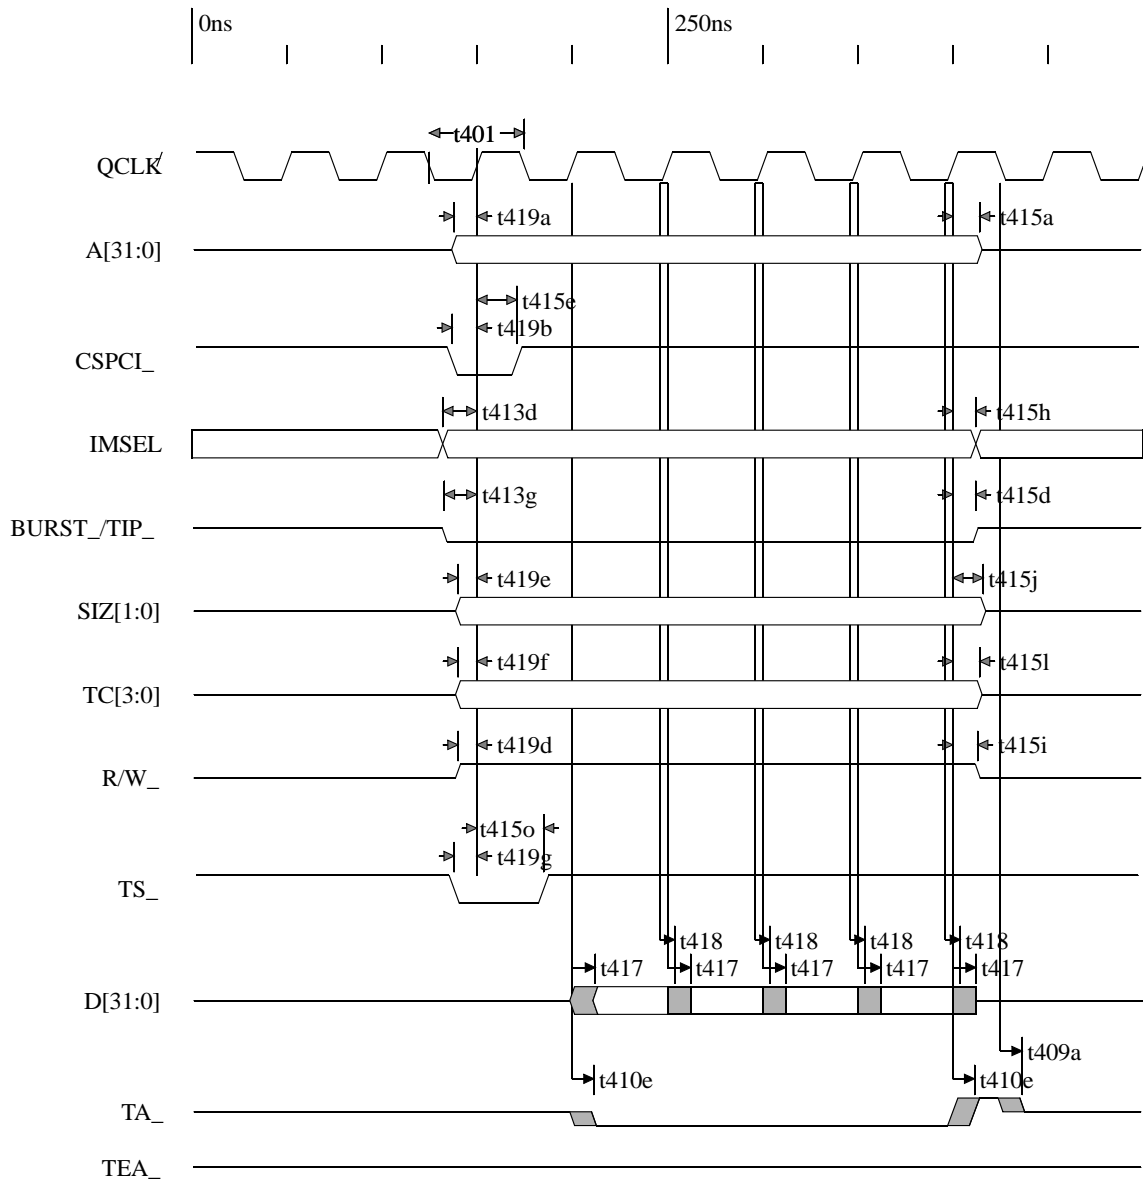 0ns 250ns
t401
QCLK
t419a t415a
A[31:0]
t415e
t419b
CSPCI_
t413d t415h
IMSEL
t413g t415d
BURST_/TIP_
t419e t415j
SIZ[1:0]
t419f t415l
TC[3:0]
t419d t415i
R/W_
t415o
t419g
TS_
t418 t418 t418 t418
t417 t417 t417 t417 t417
D[31:0]
t409a
t410e t410e
TA_
TEA_